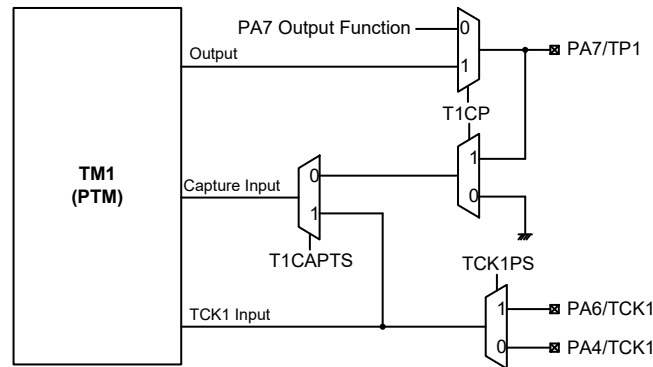 PA7 Output Function
0
Output
1
PA7/TP1
T1CP
TM1
(PTM)
Capture Input
0
1
1
0
T1CAPTS
TCK1PS
TCK1 Input
1
PA6/TCK1
0
PA4/TCK1